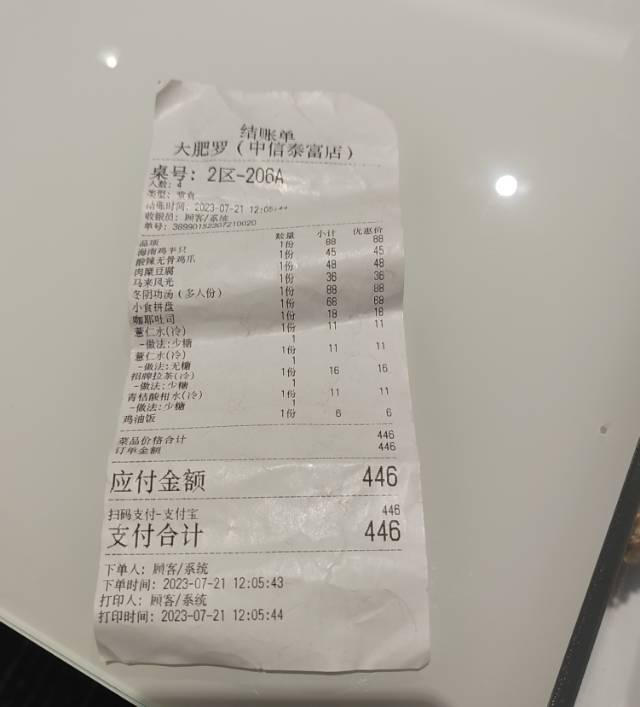 结账单
大肥罗（中信泰富店）
桌号：2区-206A
人数：4
类型：堂食
结账时间：2023-07-21 12:05:44
收银员：顾客/系统
单号：
品项 数量 小计 优惠价
海南鸡半只 1份 88 88
酸辣无骨鸡爪 1份 45 45
肉糜豆腐 1份 48 48
马来风光 1份 36 36
冬阴功汤（多人份） 1份 88 88
小食拼盘 1份 68 68
咖耶吐司 1份 18 18
薏仁水(冷) 1份 11 11
-做法:少糖 1
薏仁水(冷) 1份 11 11
-做法:无糖 1
招牌拉茶(冷) 1份 16 16
-做法:少糖 1
青桔酸柑水(冷) 1份 11 11
-做法:少糖 1
鸡油饭 1份 6 6
菜品价格合计 446
订单金额 446
应付金额 446
扫码支付-支付宝 446
支付合计 446
下单人：顾客/系统
下单时间：2023-07-21 12:05:43
打印人：顾客/系统
打印时间：2023-07-21 12:05:44